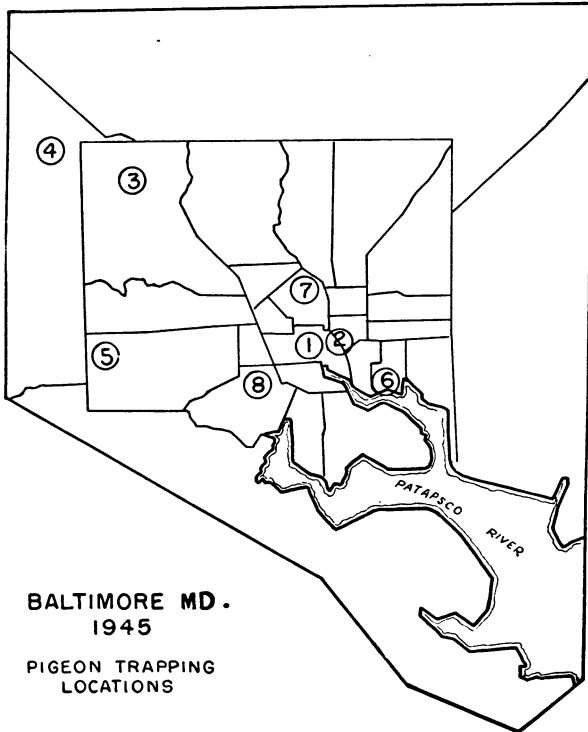 4
3
7
1
2
5
6
8
PATAPSCO
RIVER
BALTIMORE MD.
1945
PIGEON TRAPPING
LOCATIONS